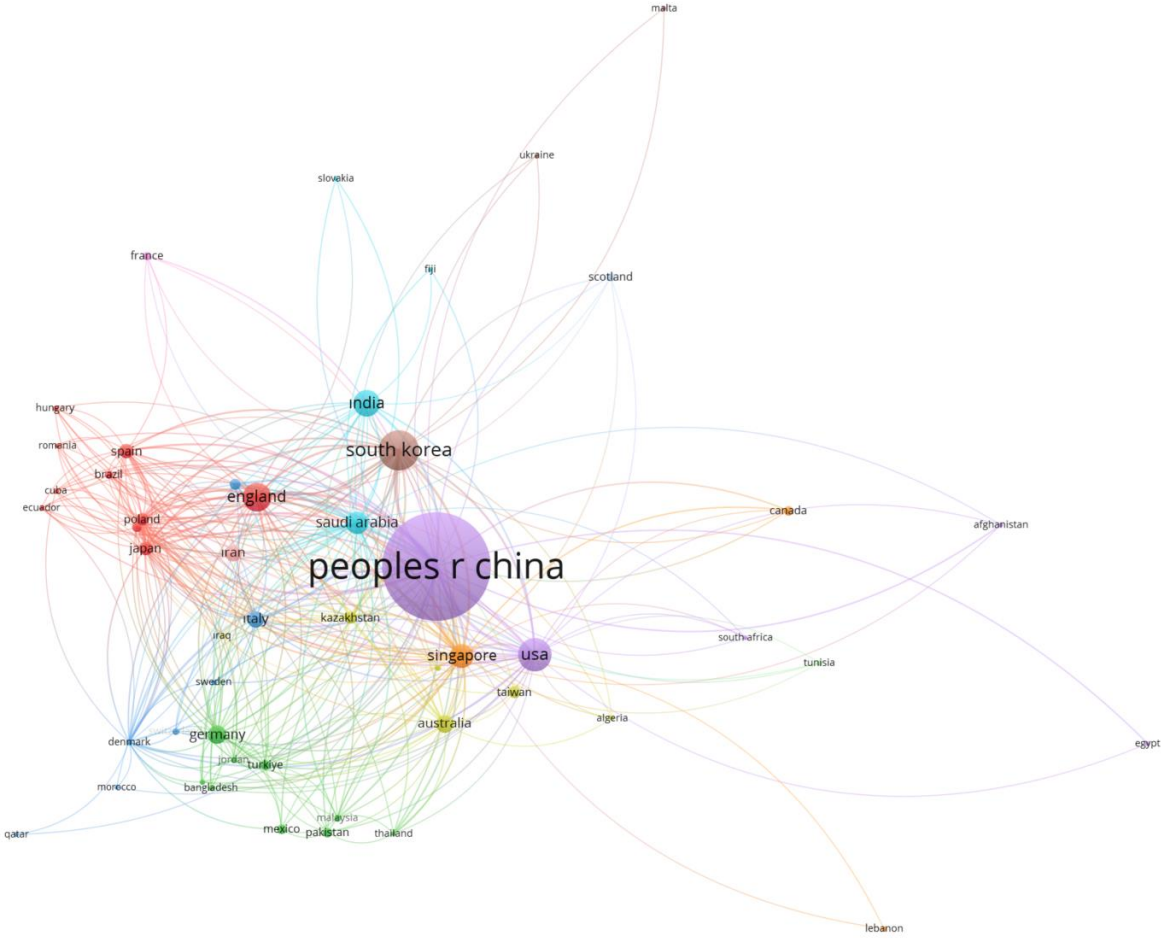 malta
ukraine
slovakia
france
fiji
scotland
india
hungary
south korea
romania
spain
brazil
cuba
england
ecuador
canada
poland
saudi arabia
afghanistan
japan
iran
peoples r china
kazakhstan
italy
iraq
south africa
singapore
usa
tunisia
sweden
taiwan
algeria
australia
germany
denmark
egypt
jordan
turkiye
morocco
bangladesh
malaysia
mexico
pakistan
thailand
qatar
lebanon